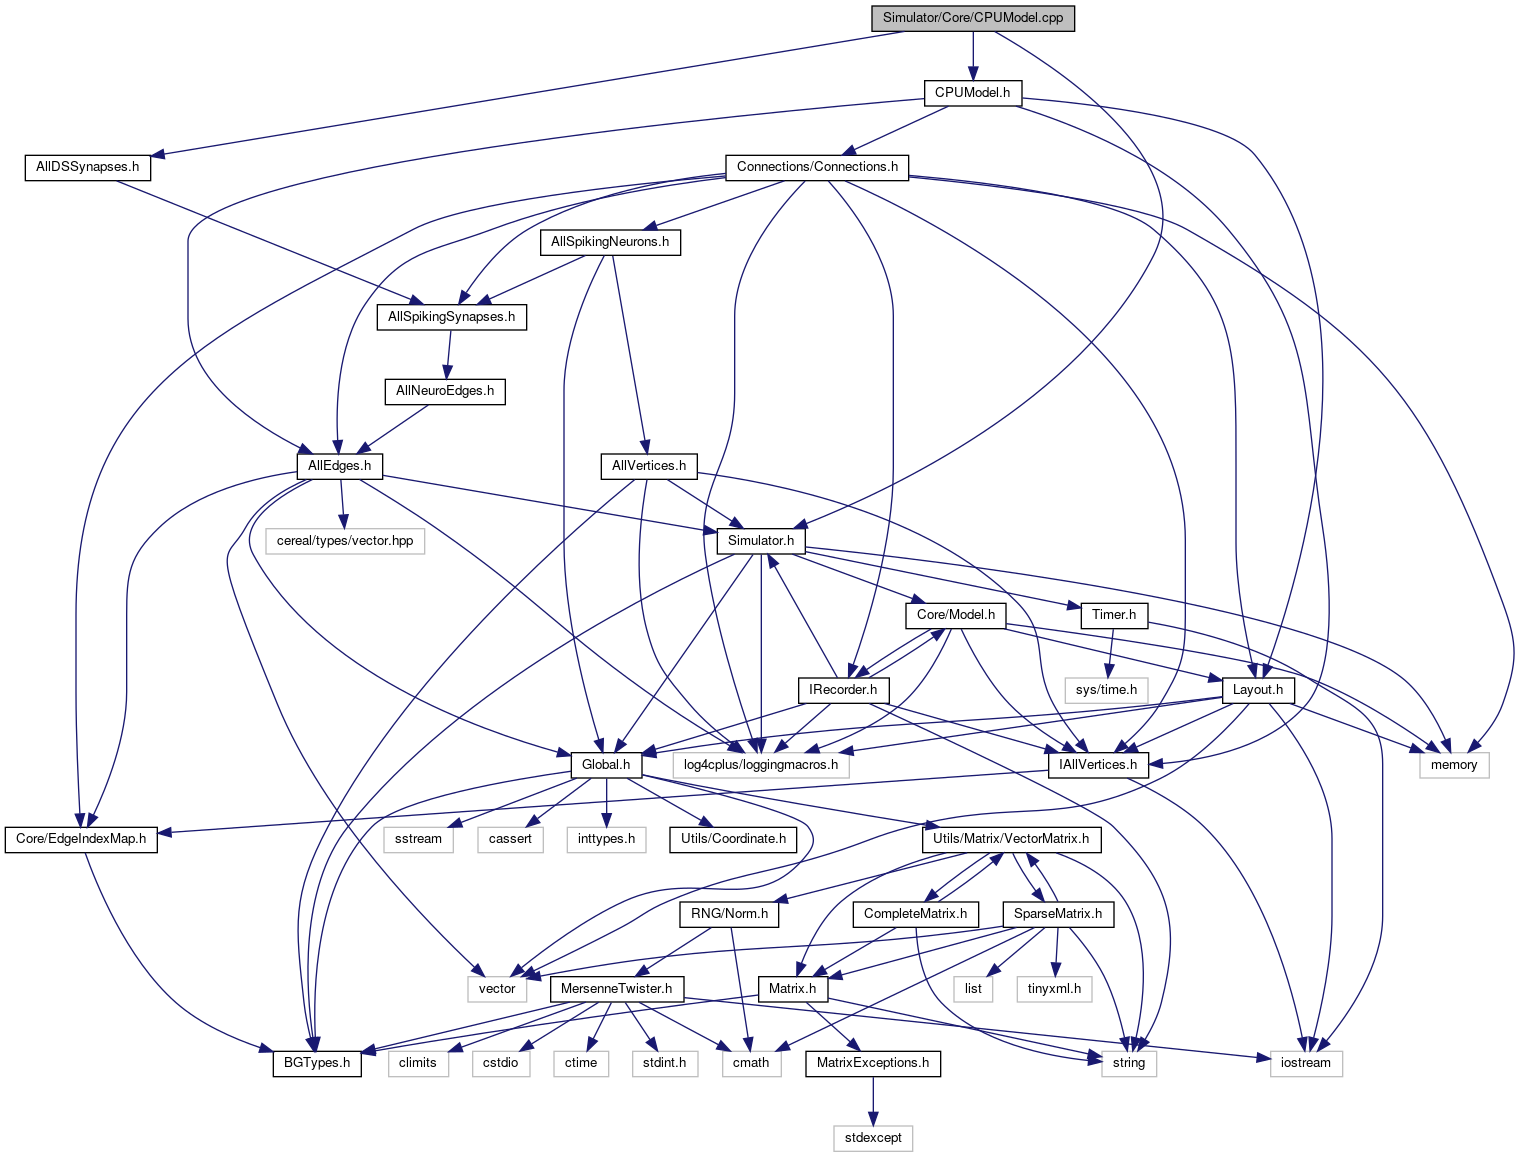 Simulator/Core/CPUModel.cpp
CPUModel.h
AllDSSynapses.h
Connections/Connections.h
AllSpikingNeurons.h
AllSpikingSynapses.h
AllNeuroEdges.h
AllEdges.h
AllVertices.h
cereal/types/vector.hpp
Simulator.h
Core/Model.h
Timer.h
IRecorder.h
sys/time.h
Layout.h
Global.h
log4cplus/loggingmacros.h
IAllVertices.h
memory
Core/EdgeIndexMap.h
sstream
cassert
inttypes.h
Utils/Coordinate.h
Utils/Matrix/VectorMatrix.h
RNG/Norm.h
CompleteMatrix.h
SparseMatrix.h
vector
MersenneTwister.h
Matrix.h
list
tinyxml.h
BGTypes.h
climits
cstdio
ctime
stdint.h
cmath
MatrixExceptions.h
string
iostream
stdexcept